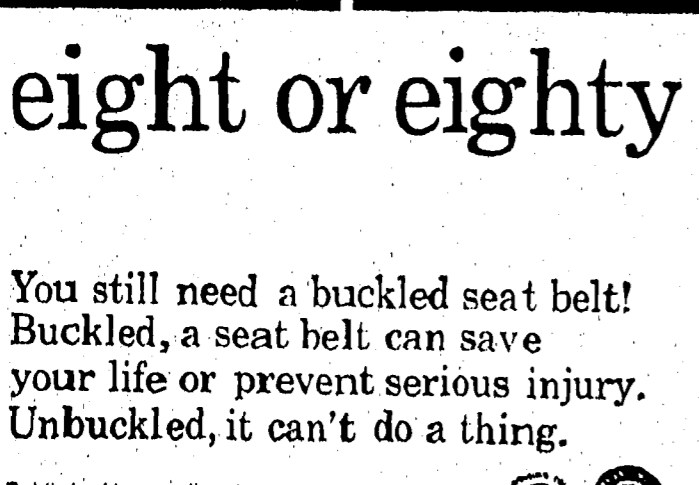 eight or eighty
You still need a buckled seat belt!
Buckled, a seat belt can save
your life or prevent serious injury.
Unbuckled, it can't do a thing.